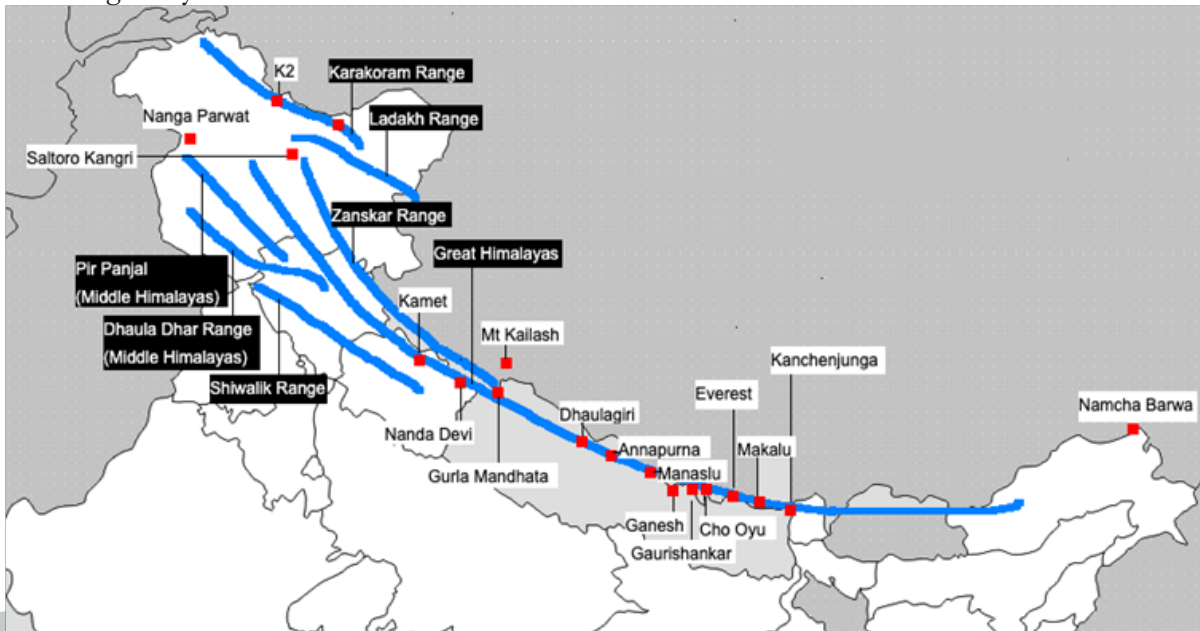 K2
Karakoram Range
Nanga Parwat
Ladakh Range
Saltoro Kangri
Zanskar Range
Great Himalayas
Pir Panjal
(Middle Himalayas)
Kamet
Dhaula Dhar Range
(Middle Himalayas)
Mt Kailash
Shiwalik Range
Kanchenjunga
Everest
Namcha Barwa
Dhaulagiri
Nanda Devi
Annapurna
Makalu
Gurla Mandhata
Manaslu
Ganesh
Cho Oyu
Gaurishankar